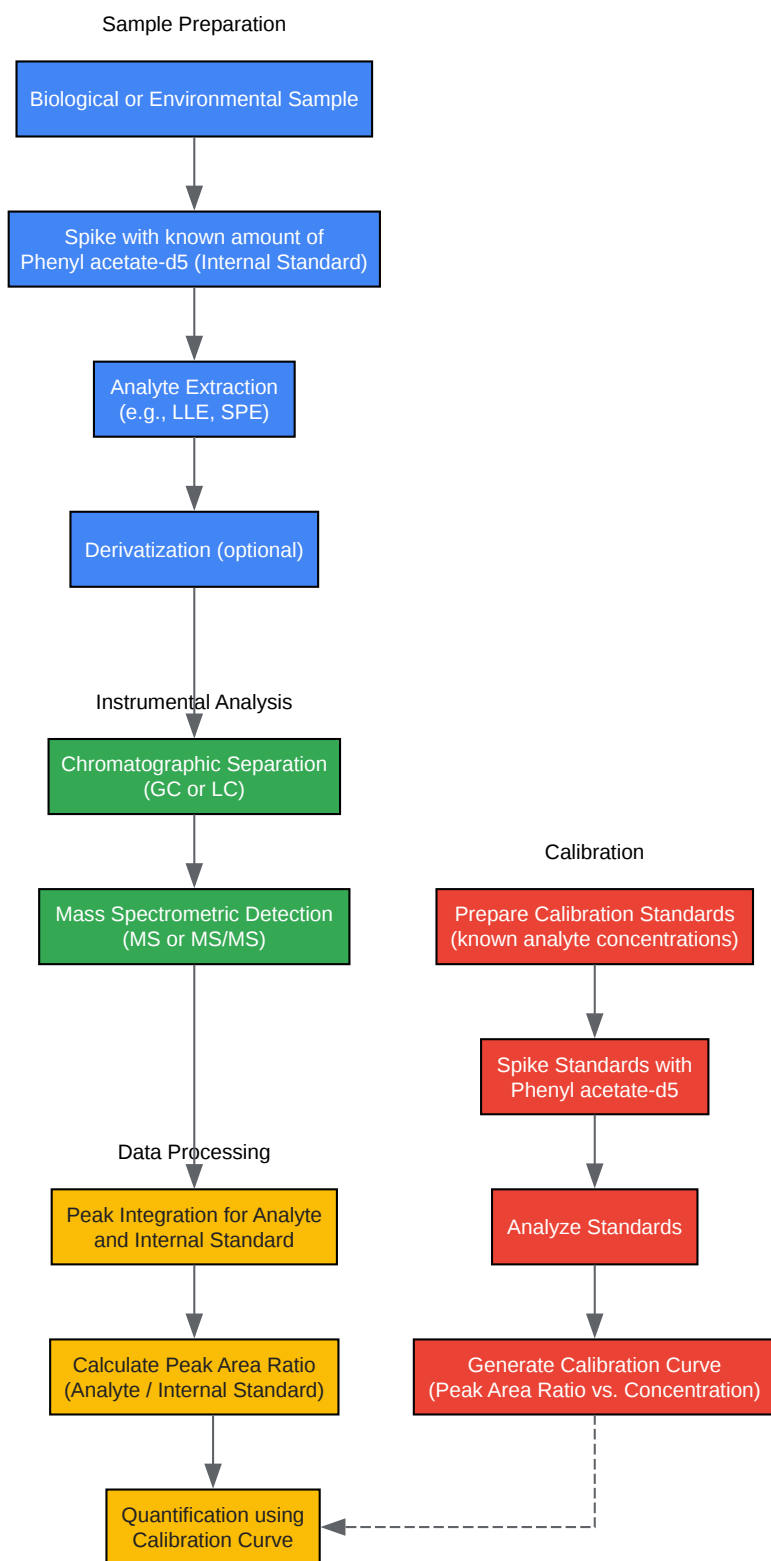 Sample Preparation
Biological or Environmental Sample
Spike with known amount of
Phenyl acetate-d5 (Internal Standard)
Analyte Extraction
(e.g., LLE, SPE)
Derivatization (optional)
Instrumental Analysis
Chromatographic Separation
(GC or LC)
Mass Spectrometric Detection
(MS or MS/MS)
Data Processing
Peak Integration for Analyte
and Internal Standard
Calculate Peak Area Ratio
(Analyte / Internal Standard)
Quantification using
Calibration Curve
Calibration
Prepare Calibration Standards
(known analyte concentrations)
Spike Standards with
Phenyl acetate-d5
Analyze Standards
Generate Calibration Curve
(Peak Area Ratio vs. Concentration)